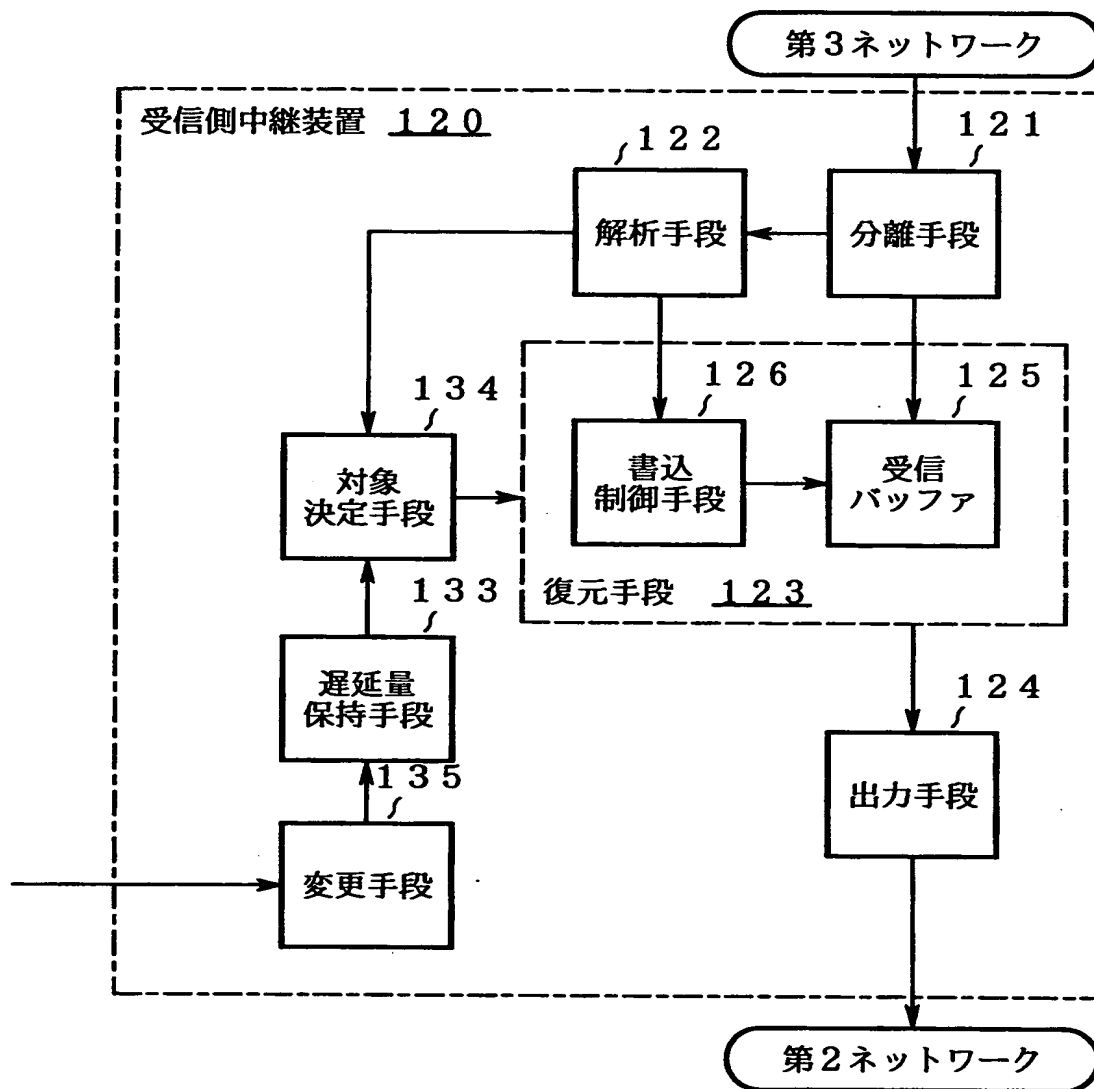 第3ネットワーク
受信側中継装置 １２０
１２２
１２１
解析手段
分離手段
１３４
１２６
１２５
対象
決定手段
書込
制御手段
受信
バッファ
１３３
復元手段 １２３
遅延量
保持手段
１２４
１３５
出力手段
変更手段
第2ネットワーク